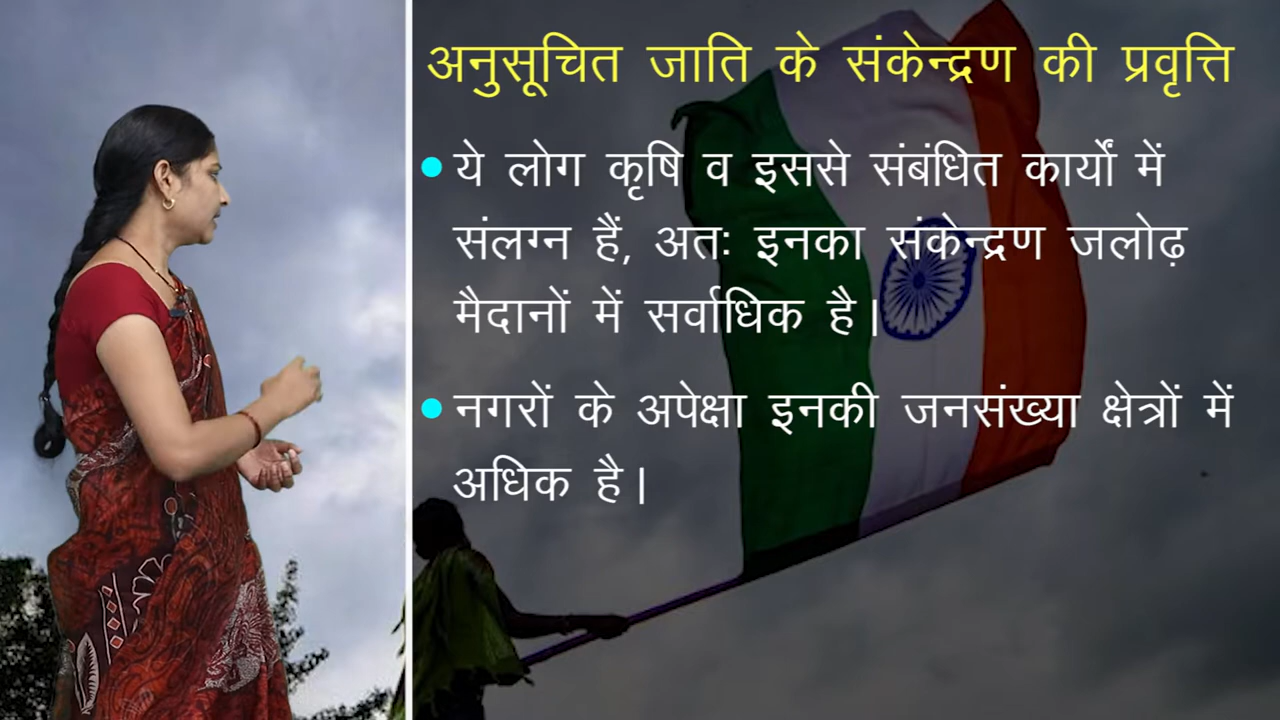 अनुसूचित जाति के संकेन्द्रण की प्रवृत्ति
• ये लोग कृषि व इससे संबंधित कार्यों में
संलग्न हैं, अतः इनका संकेन्द्रण जलोढ़
मैदानों में सर्वाधिक है।
• नगरों के अपेक्षा इनकी जनसंख्या क्षेत्रों में
अधिक है।